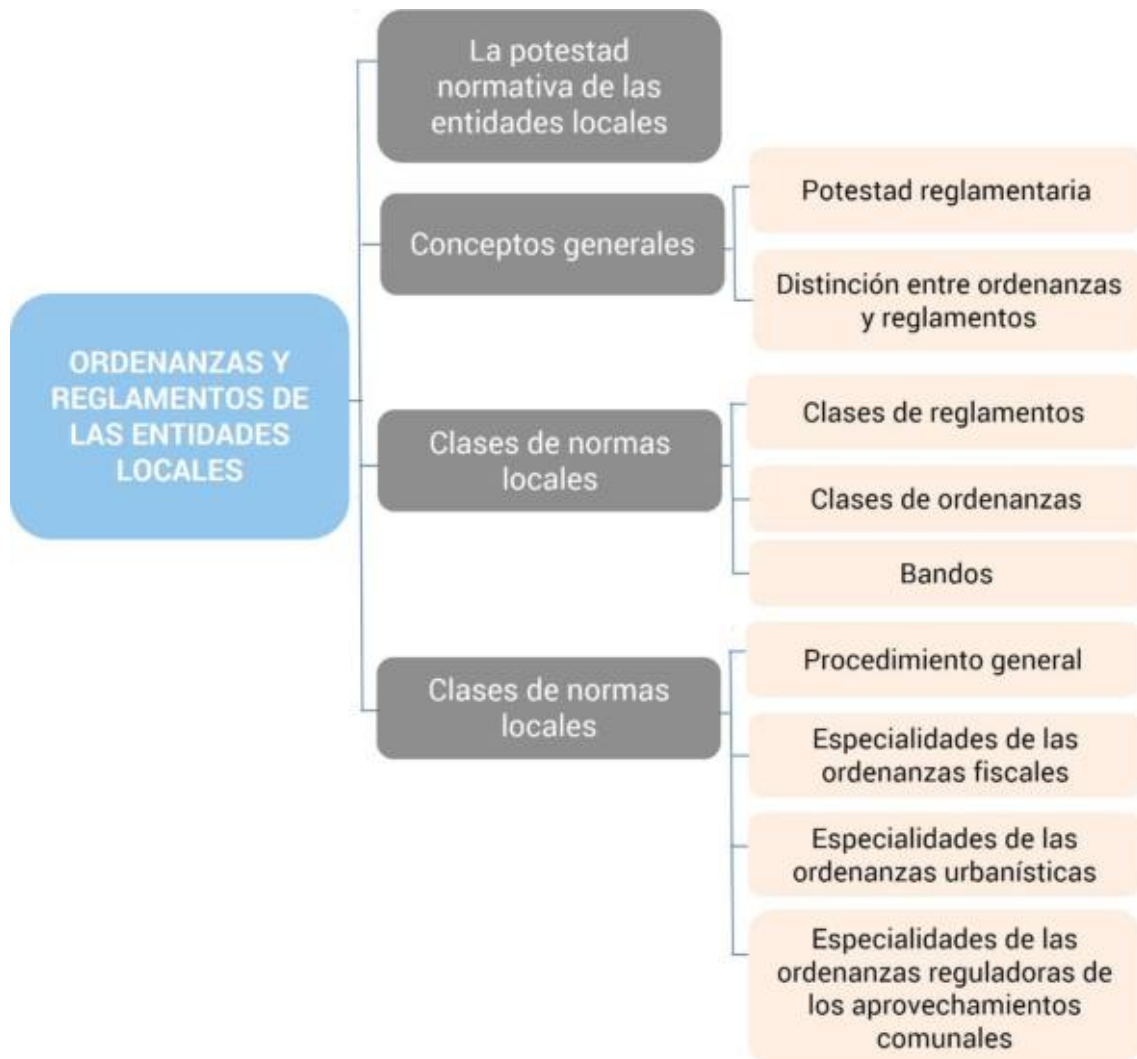 ORDENANZAS Y
REGLAMENTOS DE
LAS ENTIDADES
LOCALES
La potestad
normativa de las
entidades locales
Conceptos generales
Potestad reglamentaria
Distinción entre ordenanzas
y reglamentos
Clases de normas
locales
Clases de reglamentos
Clases de ordenanzas
Bandos
Clases de normas
locales
Procedimiento general
Especialidades de las
ordenanzas fiscales
Especialidades de las
ordenanzas urbanísticas
Especialidades de las
ordenanzas reguladoras de
los aprovechamientos
comunales